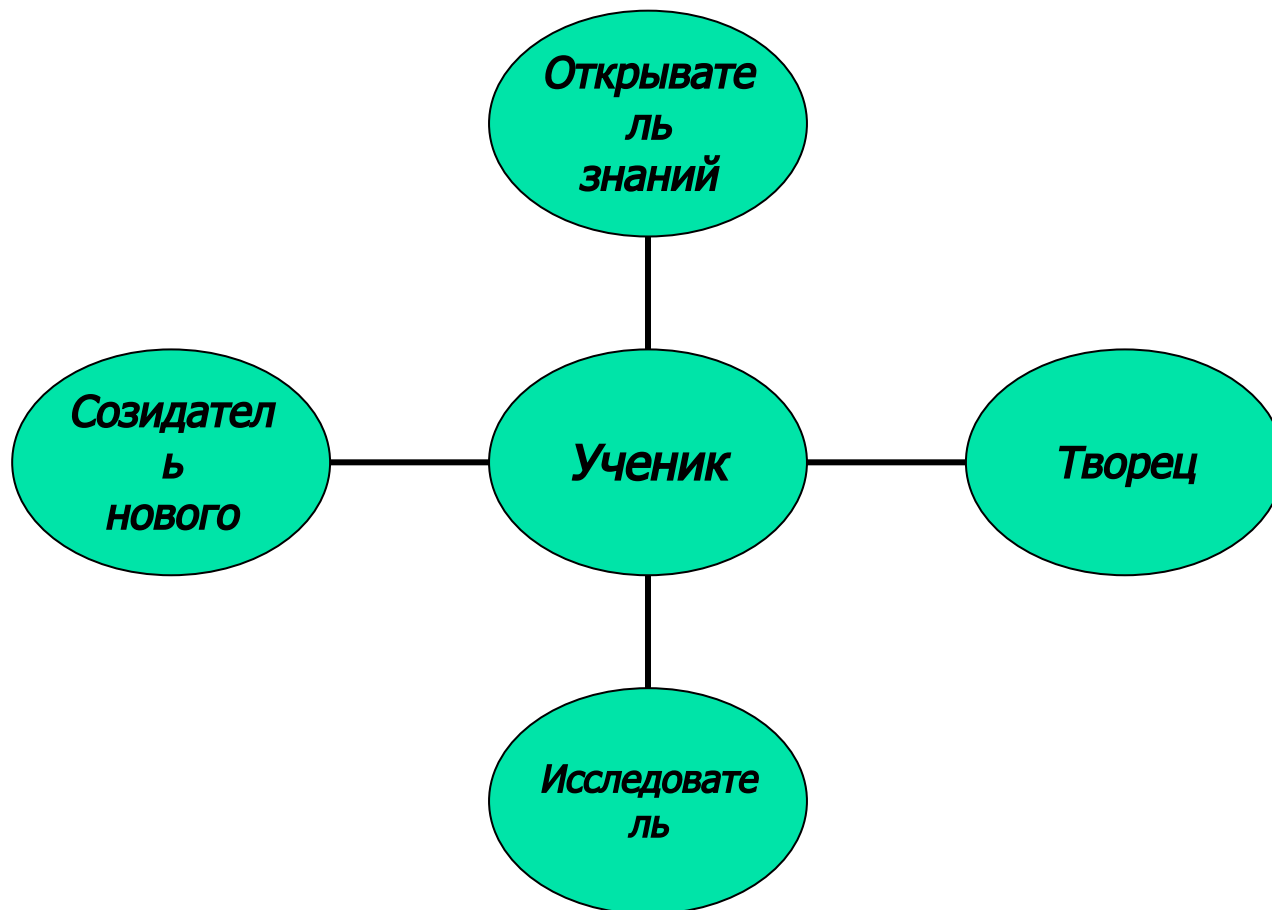 Открывате
ль
знаний
Созидател
ь
нового
Ученик
Творец
Исследовате
ль